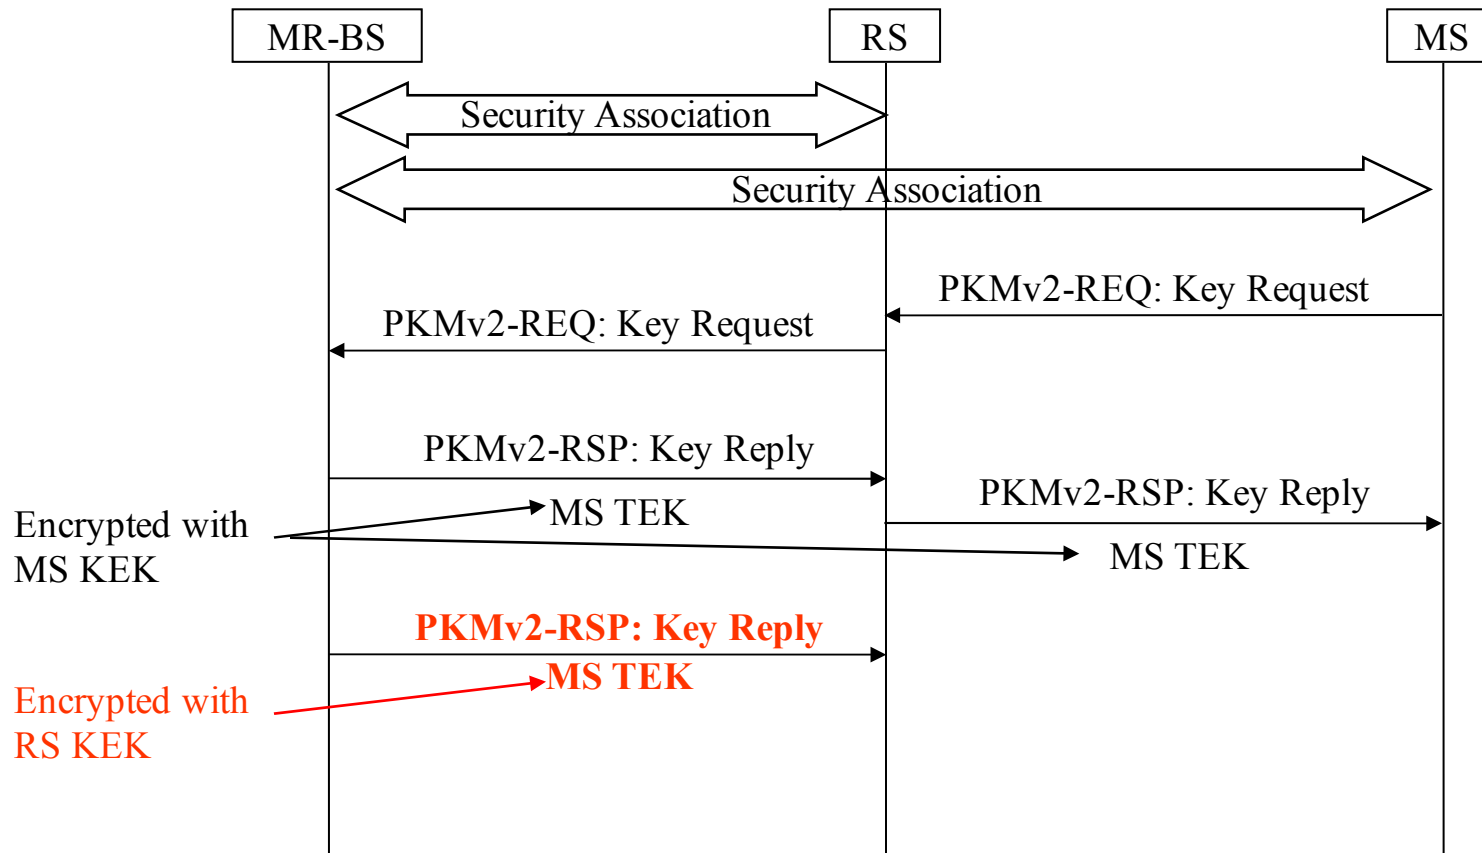 MR-BS
RS
MS
Security Association
Security Association
PKMv2-REQ: Key Request
PKMv2-REQ: Key Request
PKMv2-RSP: Key Reply
PKMv2-RSP: Key Reply
MS TEK
Encrypted with
MS KEK
MS TEK
PKMv2-RSP: Key Reply
MS TEK
Encrypted with
RS KEK